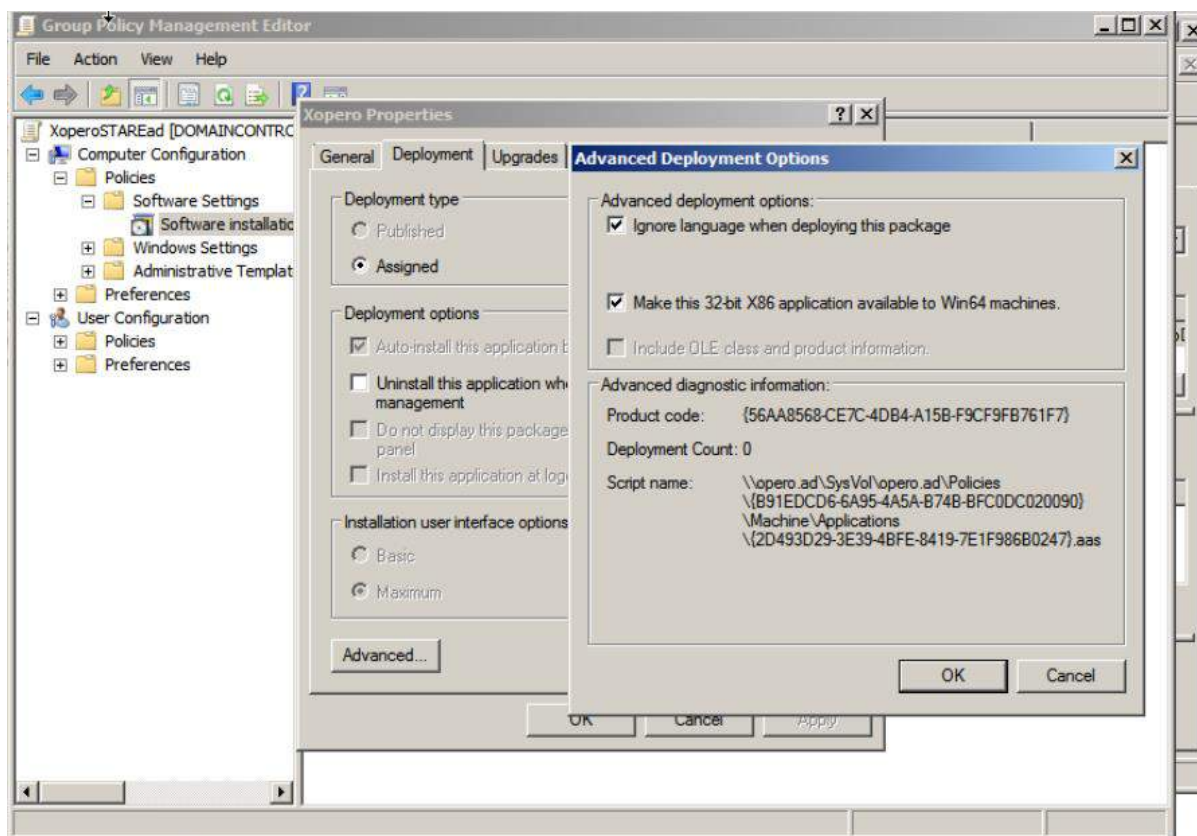 Group Policy Management Editor
File Action View Help
XoperoSTAREad [DOMAINCONTRC
Computer Configuration
Policies
Software Settings
Software installatic
Windows Settings
Administrative Templat
Preferences
User Configuration
Policies
Preferences
Xopero Properties
General Deployment Upgrades
Deployment type
Published
Assigned
Deployment options
Auto-install this application b
Uninstall this application whe
management
Do not display this package
panel
Install this application at log
Installation user interface options
Basic
Maximum
Advanced...
OK Cancel Apply
Advanced Deployment Options
Advanced deployment options:
Ignore language when deploying this package
Make this 32-bit X86 application available to Win64 machines.
Include OLE class and product information.
Advanced diagnostic information:
Product code: {56AA8568-CE7C-4DB4-A15B-F9CF9FB761F7}
Deployment Count: 0
Script name: \\opero.ad\SysVol\opero.ad\Policies
\{B91EDCD6-6A95-4A5A-B74B-BFC0DC020090}
\Machine\Applications
\{2D493D29-3E39-4BFE-8419-7E1F986B0247}.aas
OK Cancel